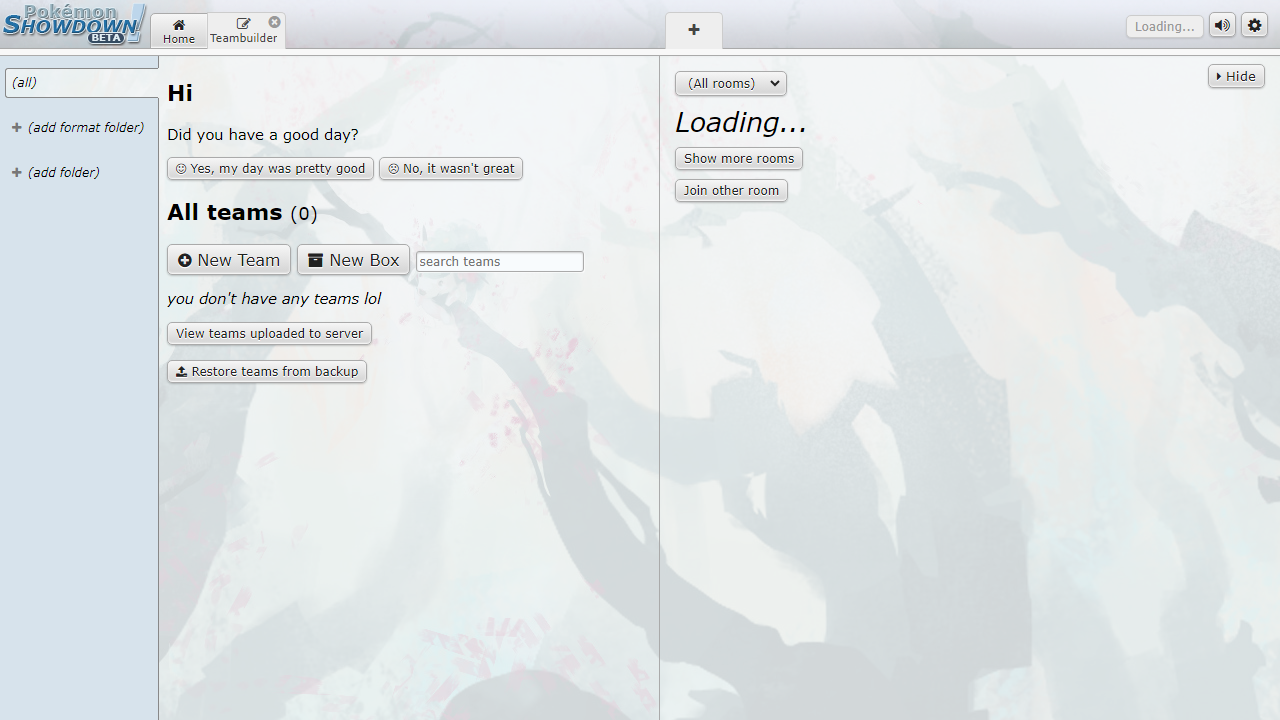 Pokémon
SHOWDOWN!
BETA
Home
Teambuilder
Loading...
(all)
(add format folder)
(add folder)
Hi
Did you have a good day?
Yes, my day was pretty good
No, it wasn't great
All teams (0)
New Team
New Box
search teams
you don't have any teams lol
View teams uploaded to server
Restore teams from backup
(All rooms)
Hide
Loading...
Show more rooms
Join other room